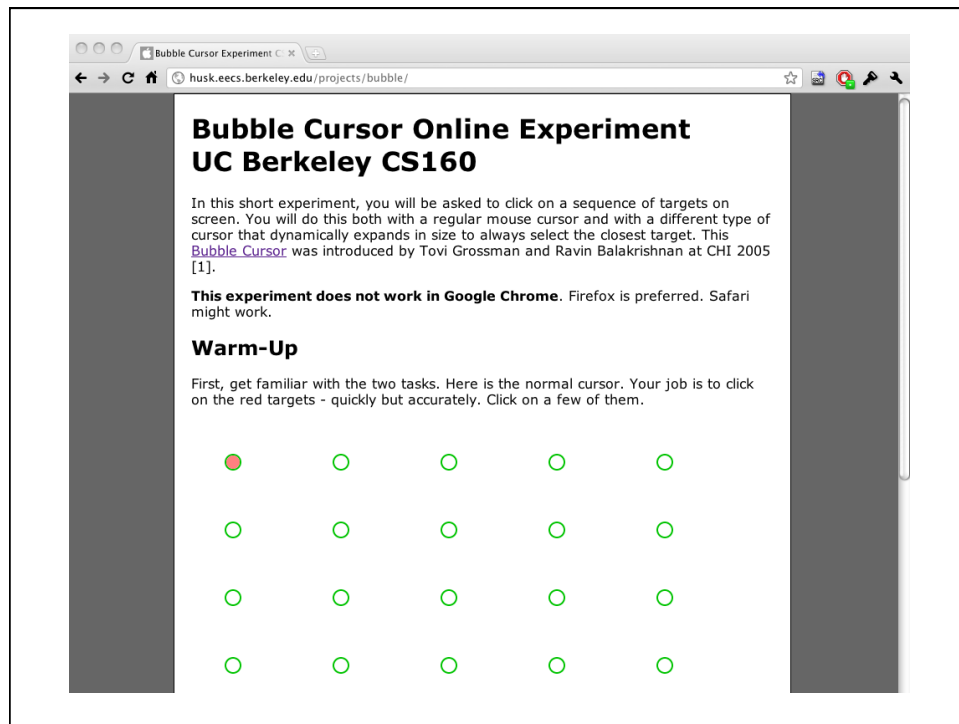 Bubble Cursor Experiment C
husk.eecs.berkeley.edu/projects/bubble/
Bubble Cursor Online Experiment
UC Berkeley CS160
In this short experiment, you will be asked to click on a sequence of targets on
screen. You will do this both with a regular mouse cursor and with a different type of
cursor that dynamically expands in size to always select the closest target. This
Bubble Cursor was introduced by Tovi Grossman and Ravin Balakrishnan at CHI 2005
[1].
This experiment does not work in Google Chrome. Firefox is preferred. Safari
might work.
Warm-Up
First, get familiar with the two tasks. Here is the normal cursor. Your job is to click
on the red targets - quickly but accurately. Click on a few of them.